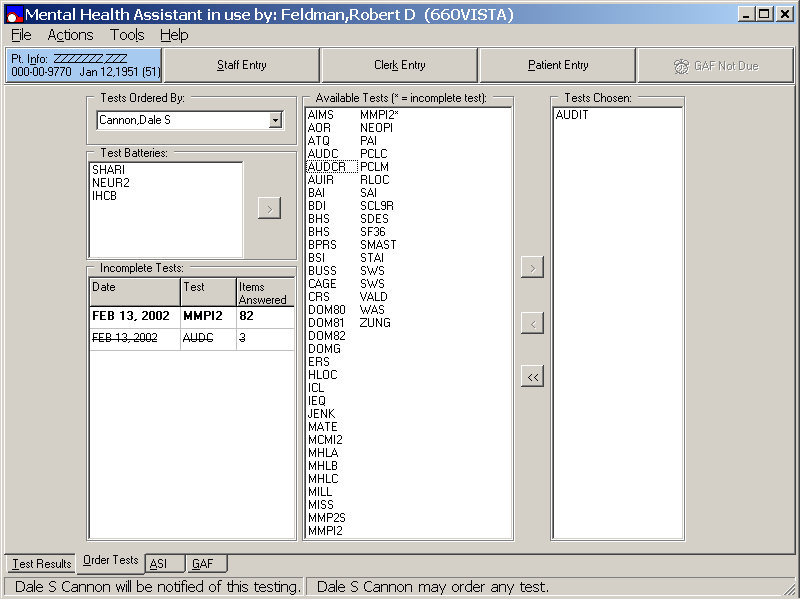 Mental Health Assistant in use by: Feldman,Robert D (660VISTA)
File Actions Tools Help
Pt. Info: ZZZZZZZZ,ZZZ
000-00-9770 Jan 12,1951 (51)
Staff Entry
Clerk Entry
Patient Entry
GAF Not Due
Tests Ordered By:
Cannon,Dale S
Test Batteries:
SHARI
NEUR2
IHCB
>
Incomplete Tests:
Date Test Items Answered
FEB 13, 2002 MMPI2 82
FEB 13, 2002 AUDC 3
Available Tests (* = incomplete test):
AIMS MMPI2*
AOR NEOPI
ATQ PAI
AUDC PCLC
AUDCR PCLM
AUIR RLOC
BAI SAI
BDI SCL9R
BHS SDES
BHS SF36
BPRS SMAST
BSI STAI
BUSS SWS
CAGE SWS
CRS VALD
DOM80 WAS
DOM81 ZUNG
DOM82
DOMG
ERS
HLOC
ICL
IEQ
JENK
MATE
MCMI2
MHLA
MHLB
MHLC
MILL
MISS
MMP2S
MMPI2
>
<
<<
Tests Chosen:
AUDIT
Test Results Order Tests ASI GAF
Dale S Cannon will be notified of this testing. Dale S Cannon may order any test.